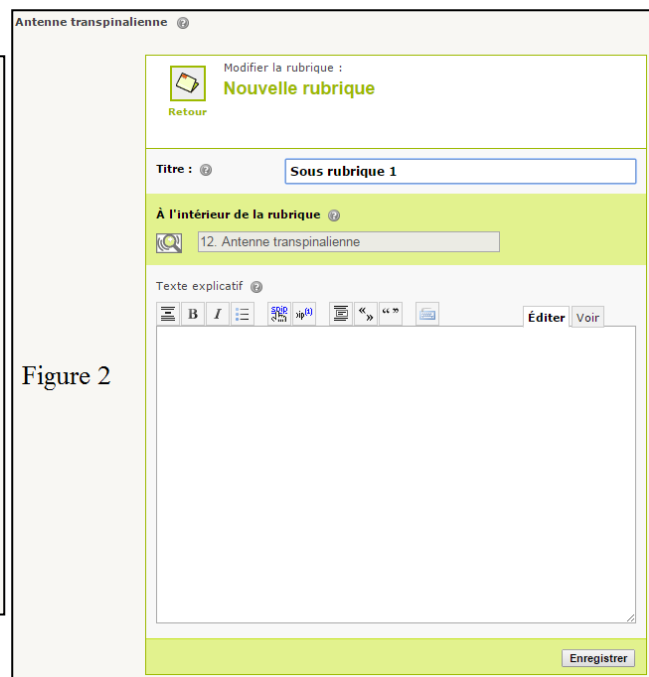 Antenne transpinalienne
Modifier la rubrique :
Nouvelle rubrique
Retour
Titre :
Sous rubrique 1
À l'intérieur de la rubrique
12. Antenne transpinalienne
Texte explicatif
B I « » “ ” Éditer Voir
Figure 2
Enregistrer